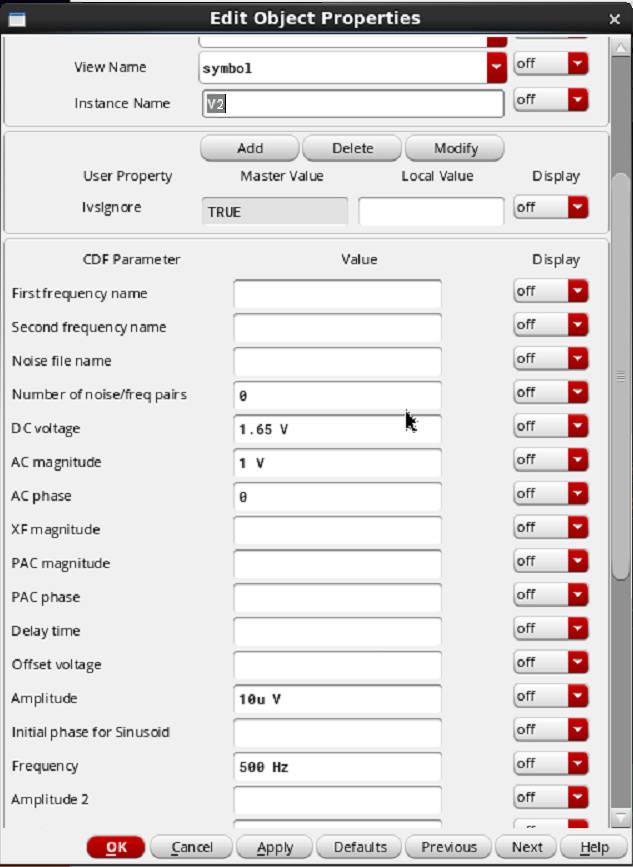 Edit Object Properties
View Name symbol off
Instance Name V2 off
Add Delete Modify
User Property Master Value Local Value Display
lvsIgnore TRUE off
CDF Parameter Value Display
First frequency name off
Second frequency name off
Noise file name off
Number of noise/freq pairs 0 off
DC voltage 1.65 V off
AC magnitude 1 V off
AC phase 0 off
XF magnitude off
PAC magnitude off
PAC phase off
Delay time off
Offset voltage off
Amplitude 10u V off
Initial phase for Sinusoid off
Frequency 500 Hz off
Amplitude 2 off
OK Cancel Apply Defaults Previous Next Help